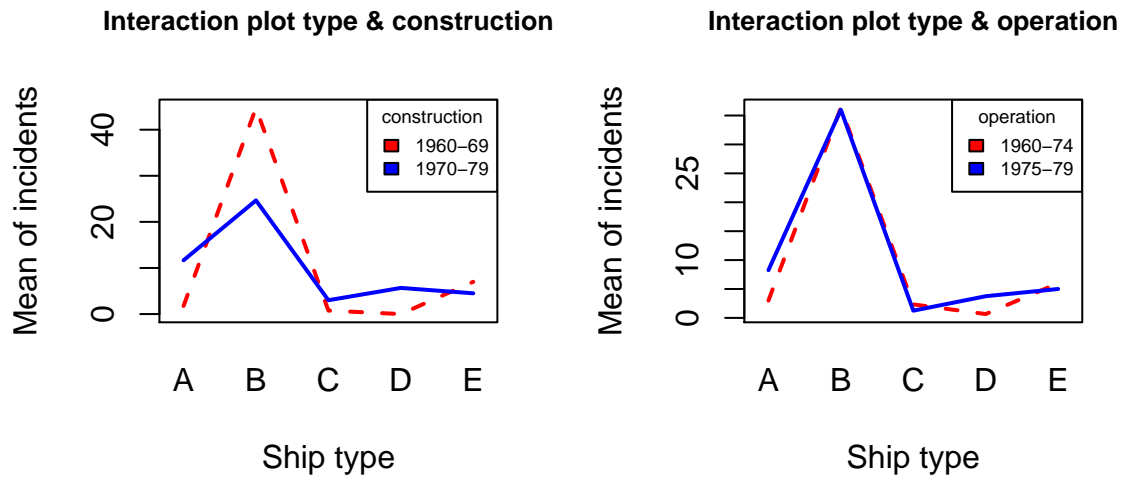 Interaction plot type & construction
Mean of incidents
40
20
0
construction
1960−69
1970−79
A B C D E
Ship type
Interaction plot type & operation
Mean of incidents
25
10
0
operation
1960−74
1975−79
A B C D E
Ship type